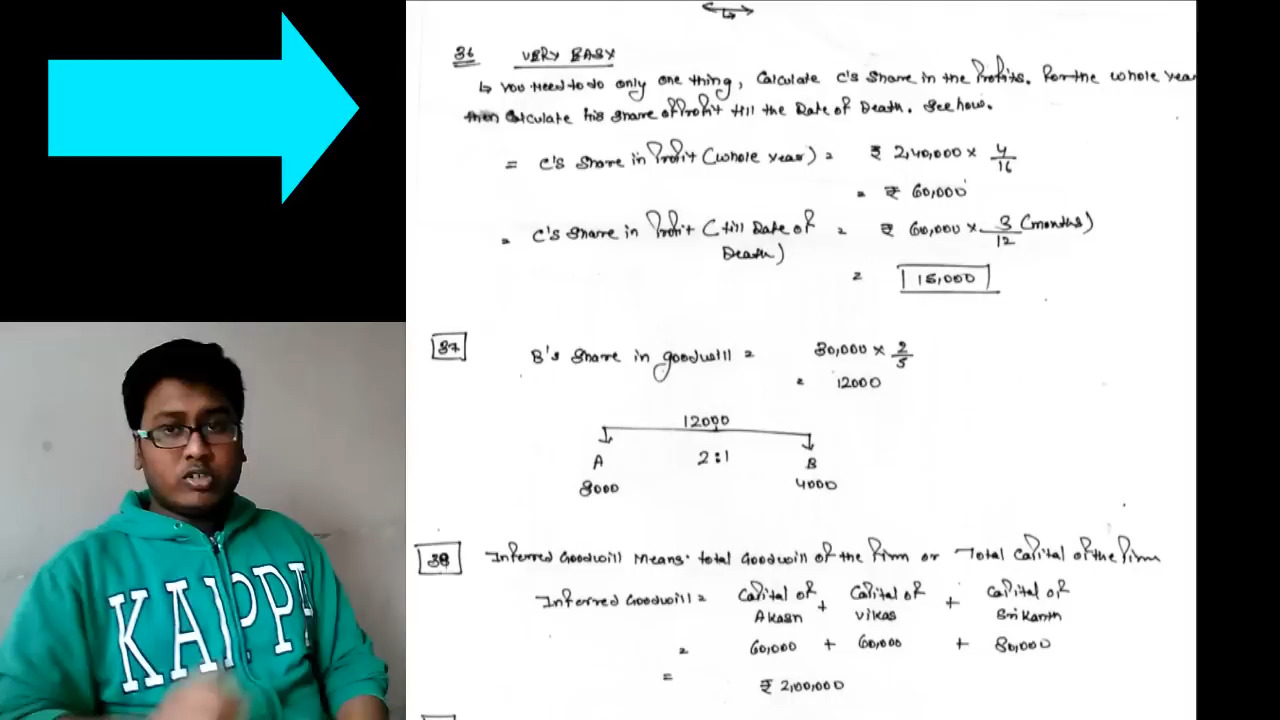 36 VERY EASY
↳ You need to do only one thing, Calculate C's Share in the Profits. For the whole year
then Calculate his share of Profit till the Date of Death. See how.
= C's Share in Profit (whole year) = ₹ 2,40,000 × 4/16
= ₹ 60,000
= C's Share in Profit (till Date of Death) = ₹ 60,000 × 3/12 (months)
= 15,000
37 B's Share in goodwill = 30,000 × 2/5
= 12000
12000
A 2:1 B
8000 4000
38 Inferred Goodwill Means. total Goodwill of the Firm or Total Capital of the Firm
Inferred Goodwill = Capital of Akash + Capital of Vikas + Capital of Srikanth
= 60,000 + 60,000 + 80,000
= ₹ 2,00,000
KAPPA